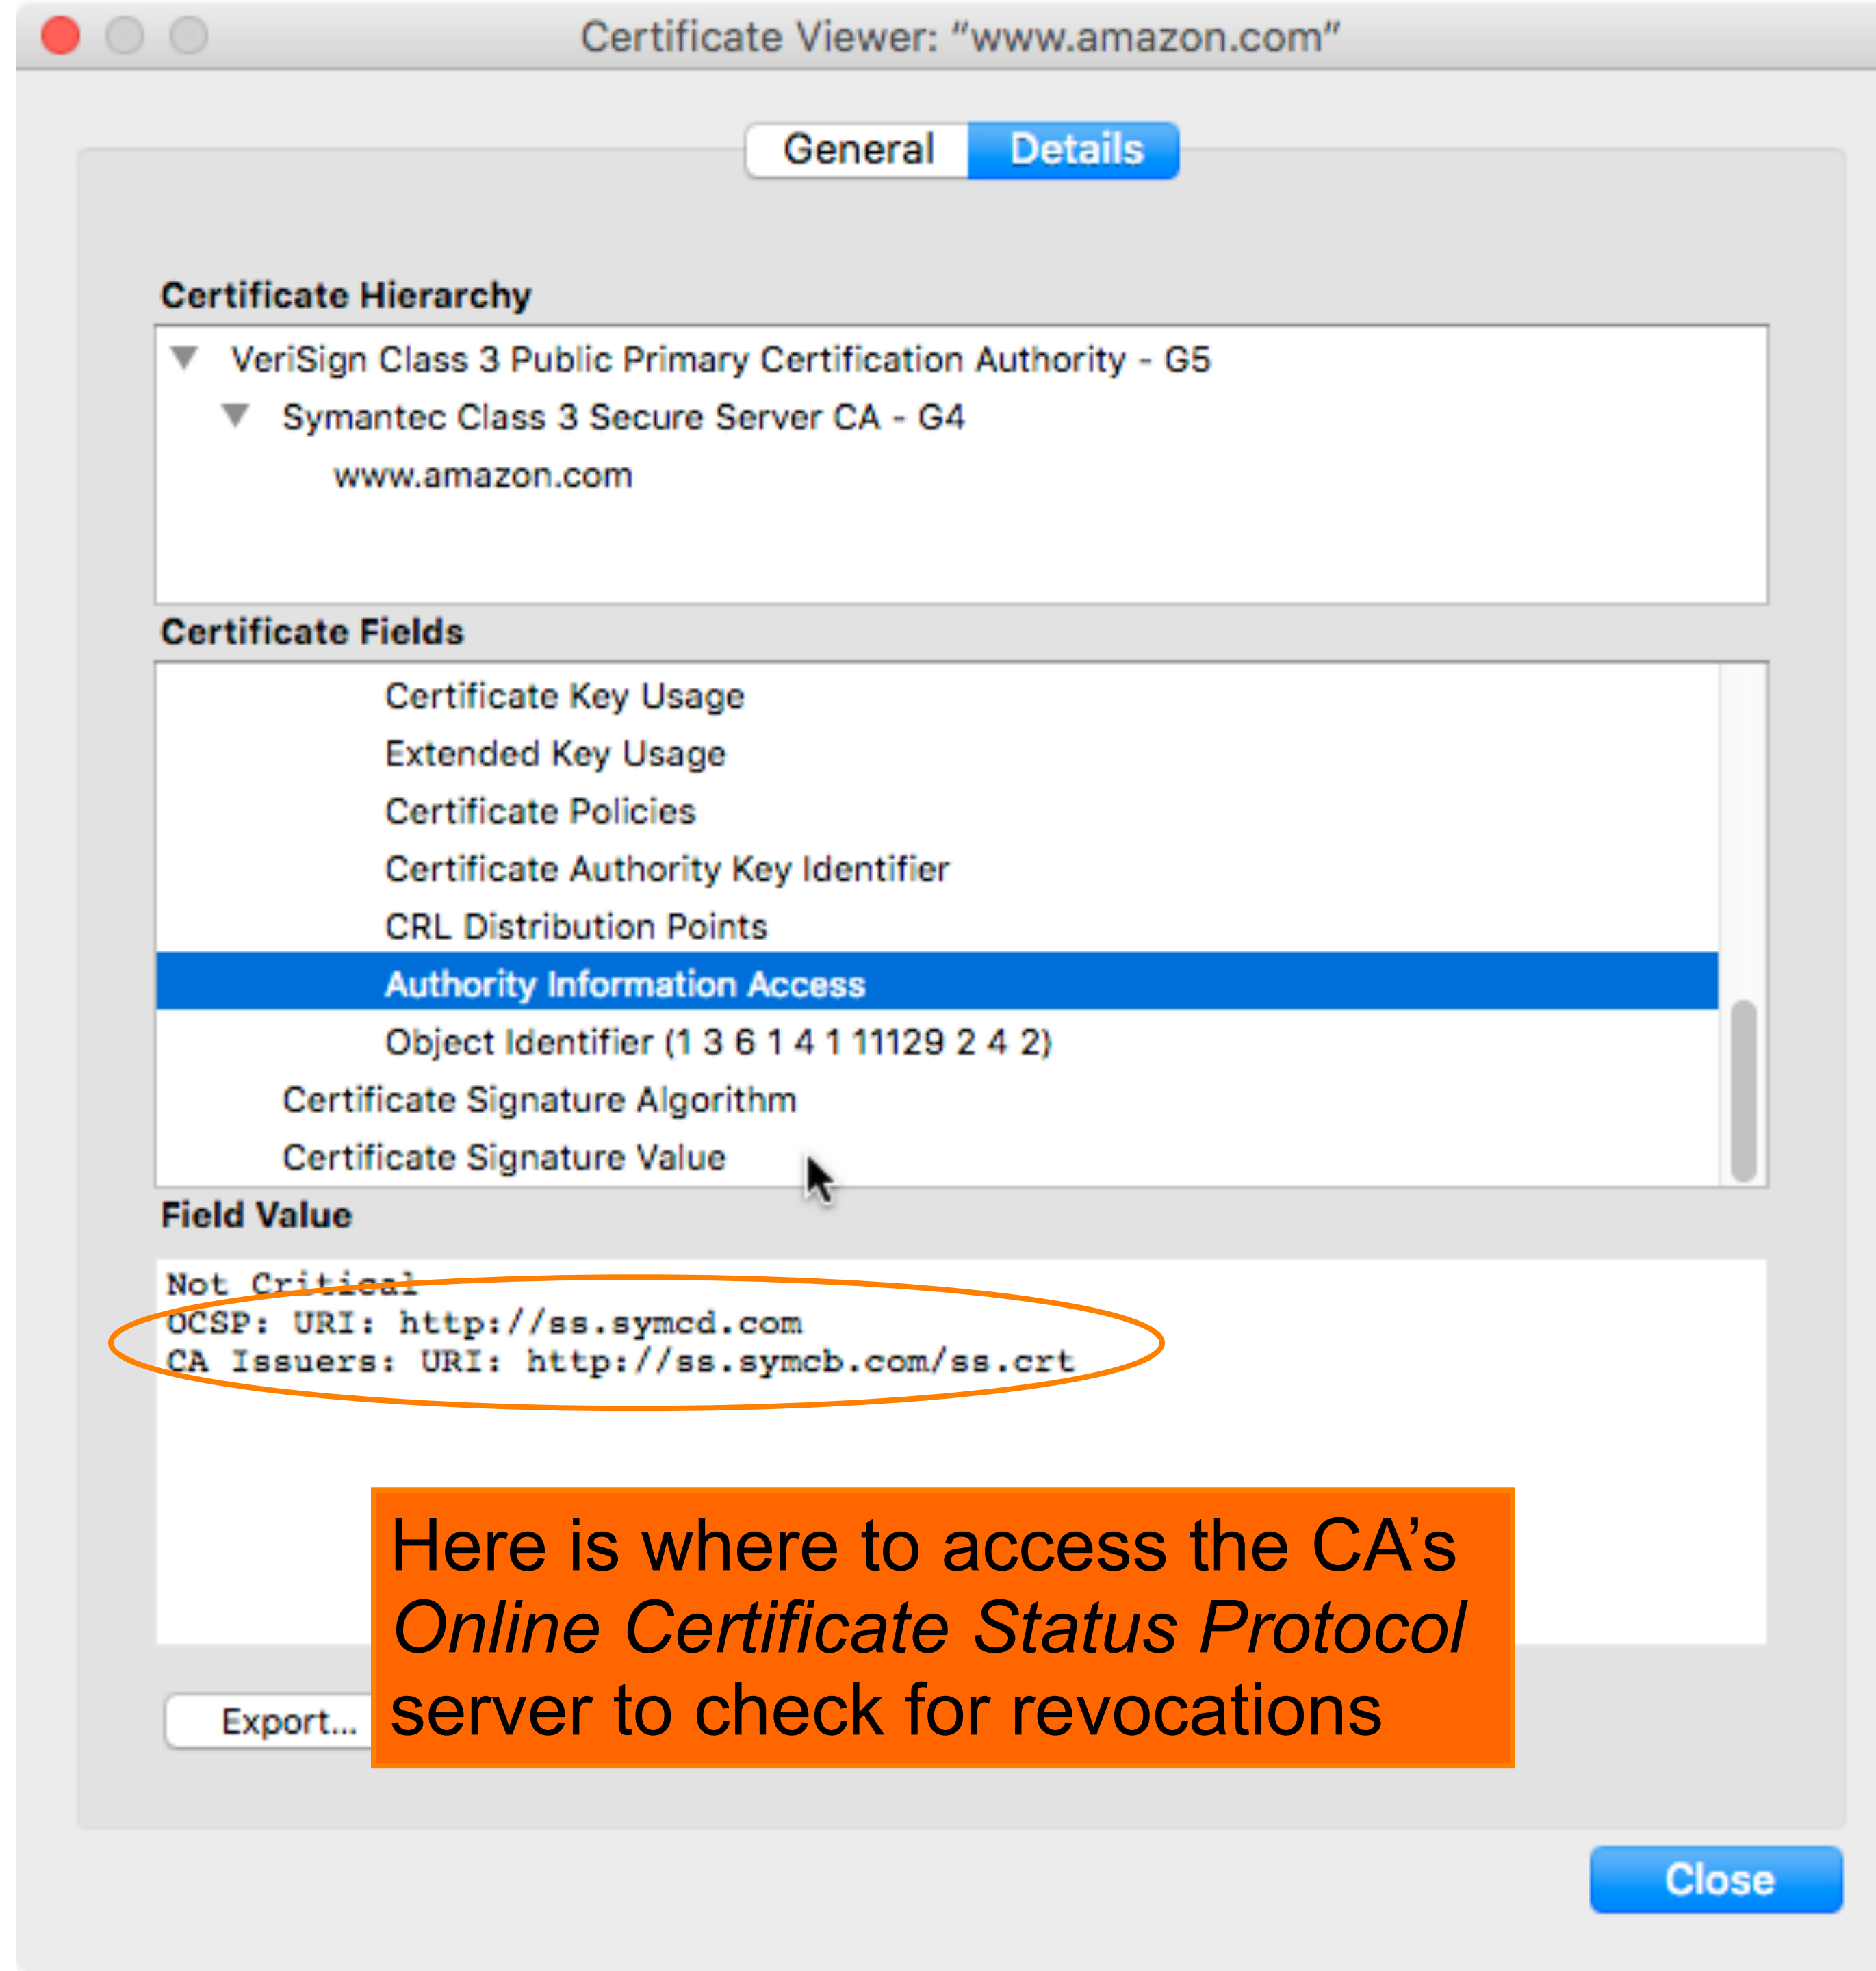 Certificate Viewer: “www.amazon.com”
General Details
Certificate Hierarchy
VeriSign Class 3 Public Primary Certification Authority - G5
Symantec Class 3 Secure Server CA - G4
www.amazon.com
Certificate Fields
Certificate Key Usage
Extended Key Usage
Certificate Policies
Certificate Authority Key Identifier
CRL Distribution Points
Authority Information Access
Object Identifier (1 3 6 1 4 1 11129 2 4 2)
Certificate Signature Algorithm
Certificate Signature Value
Field Value
Not Critical
OCSP: URI: http://ss.symcd.com
CA Issuers: URI: http://ss.symcb.com/ss.crt
Here is where to access the CA’s
Online Certificate Status Protocol
server to check for revocations
Export...
Close